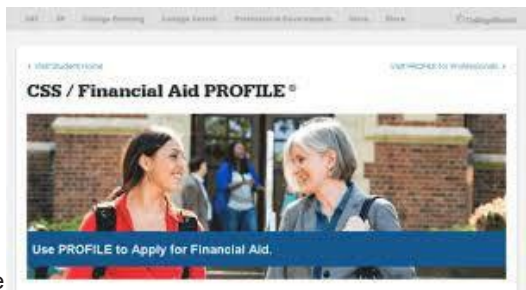 SAT AP College Planning College Search Professional Development More CollegeBoard
Visit Student Home Visit PROFILE for Professionals
CSS / Financial Aid PROFILE®
Use PROFILE to Apply for Financial Aid.
e